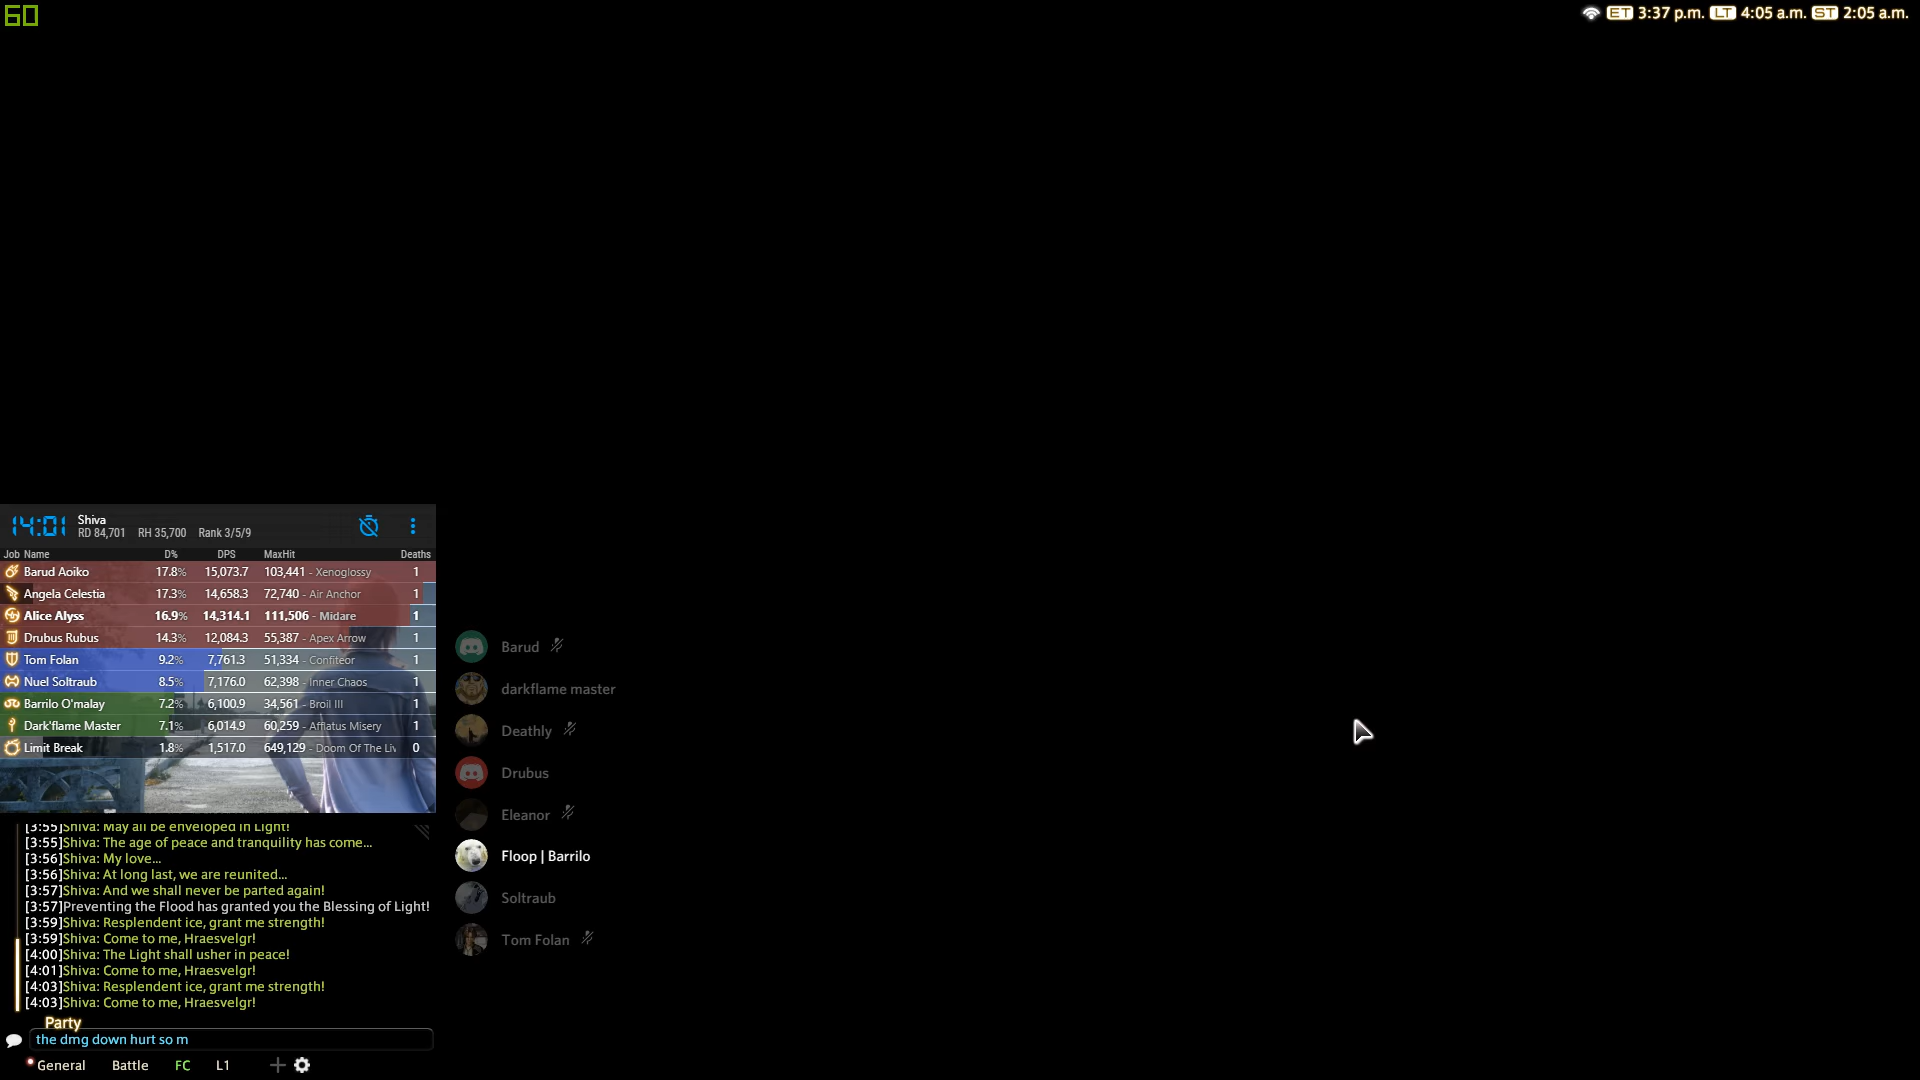 60
ET 3:37 p.m. LT 4:05 a.m. ST 2:05 a.m.
14:01 Shiva
RD 84,701 RH 35,700 Rank 3/5/9
Job Name D% DPS MaxHit Deaths
Barud Aoiko 17.8% 15,073.7 103,441 - Xenoglossy 1
Angela Celestia 17.3% 14,658.3 72,740 - Air Anchor 1
Alice Alyss 16.9% 14,314.1 111,506 - Midare 1
Drubus Rubus 14.3% 12,084.3 55,387 - Apex Arrow 1
Tom Folan 9.2% 7,761.3 51,334 - Confiteor 1
Nuel Soltraub 8.5% 7,176.0 62,398 - Inner Chaos 1
Barrilo O'malay 7.2% 6,100.9 34,561 - Broil III 1
Dark'flame Master 7.1% 6,014.9 60,259 - Afflatus Misery 1
Limit Break 1.8% 1,517.0 649,129 - Doom Of The Liv 0
Barud
darkflame master
Deathly
Drubus
Eleanor
Floop | Barrilo
Soltraub
Tom Folan
[3:55]Shiva: May all be enveloped in Light!
[3:55]Shiva: The age of peace and tranquility has come...
[3:56]Shiva: My love...
[3:56]Shiva: At long last, we are reunited...
[3:57]Shiva: And we shall never be parted again!
[3:57]Preventing the Flood has granted you the Blessing of Light!
[3:59]Shiva: Resplendent ice, grant me strength!
[3:59]Shiva: Come to me, Hraesvelgr!
[4:00]Shiva: The Light shall usher in peace!
[4:01]Shiva: Come to me, Hraesvelgr!
[4:03]Shiva: Resplendent ice, grant me strength!
[4:03]Shiva: Come to me, Hraesvelgr!
Party
the dmg down hurt so m
General Battle FC L1